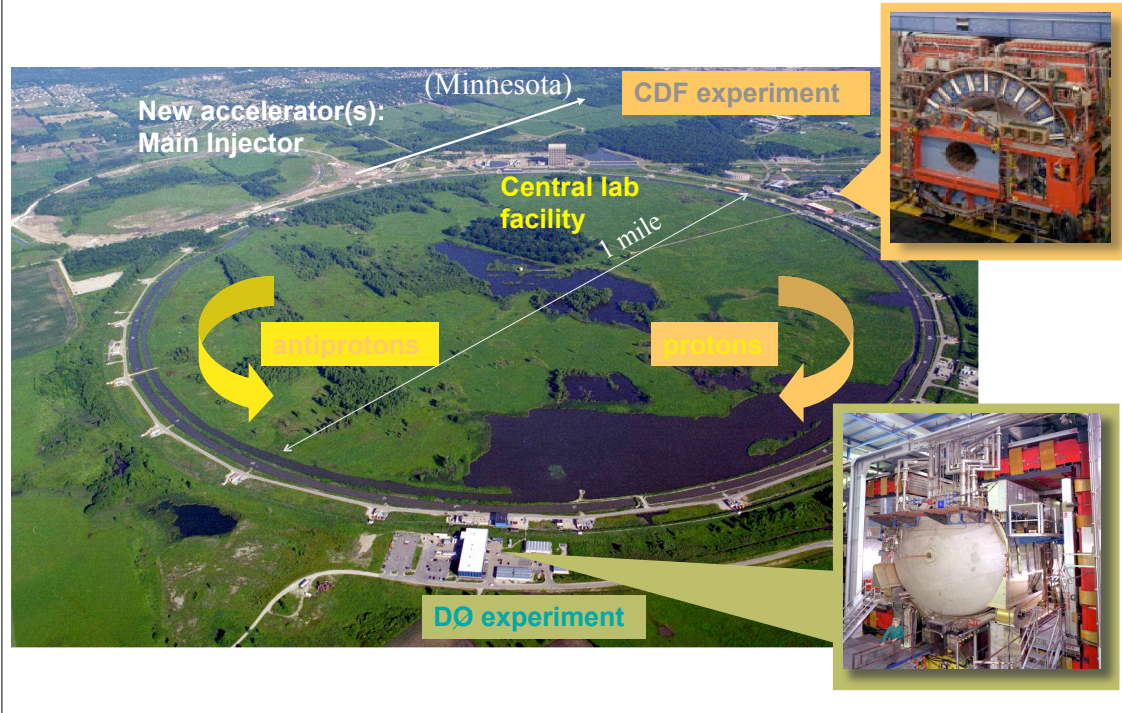 (Minnesota)
CDF experiment
New accelerator(s):
Main Injector
Central lab
facility
1 mile
antiprotons
protons
DØ experiment